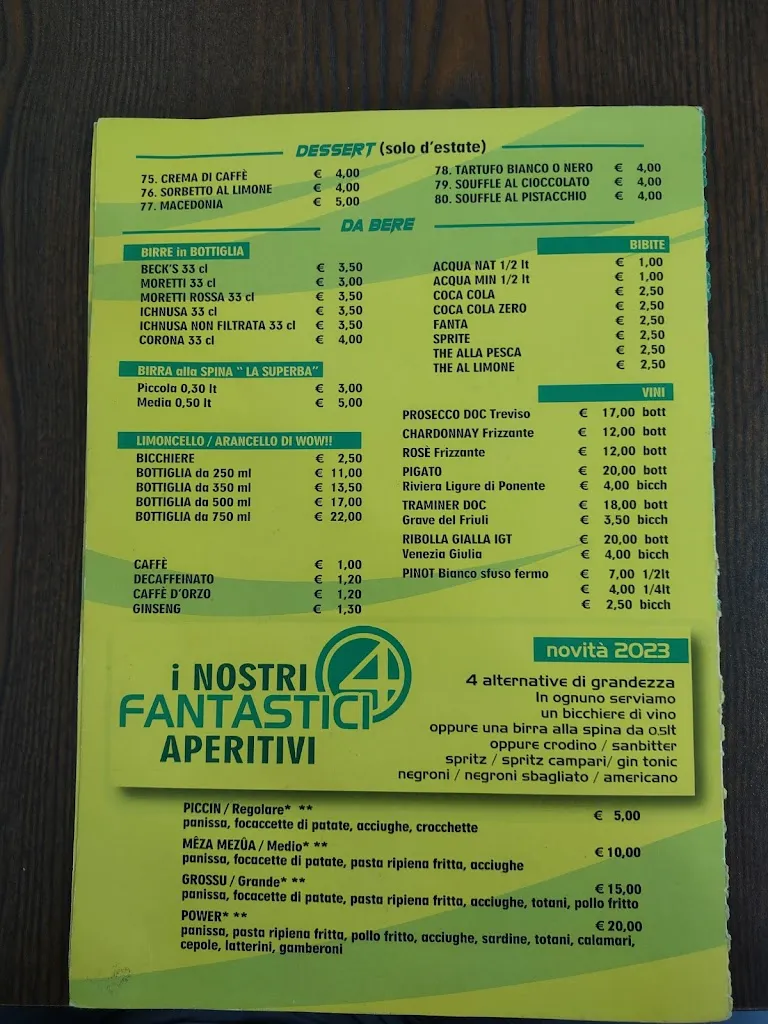 DESSERT (solo d'estate)
75. CREMA DI CAFFÈ € 4,00
76. SORBETTO AL LIMONE € 4,00
77. MACEDONIA € 5,00
78. TARTUFO BIANCO O NERO € 4,00
79. SOUFFLE AL CIOCCOLATO € 4,00
80. SOUFFLE AL PISTACCHIO € 4,00
DA BERE
BIRRE in BOTTIGLIA
BECK'S 33 cl € 3,50
MORETTI 33 cl € 3,00
MORETTI ROSSA 33 cl € 3,50
ICHNUSA 33 cl € 3,50
ICHNUSA NON FILTRATA 33 cl € 3,50
CORONA 33 cl € 4,00
BIRRA alla SPINA " LA SUPERBA"
Piccola 0,30 lt € 3,00
Media 0,50 lt € 5,00
LIMONCELLO / ARANCELLO DI WOW!!
BICCHIERE € 2,50
BOTTIGLIA da 250 ml € 11,00
BOTTIGLIA da 350 ml € 13,50
BOTTIGLIA da 500 ml € 17,00
BOTTIGLIA da 750 ml € 22,00
CAFFÈ € 1,00
DECAFFEINATO € 1,20
CAFFÈ D'ORZO € 1,20
GINSENG € 1,30
BIBITE
ACQUA NAT 1/2 lt € 1,00
ACQUA MIN 1/2 lt € 1,00
COCA COLA € 2,50
COCA COLA ZERO € 2,50
FANTA € 2,50
SPRITE € 2,50
THE ALLA PESCA € 2,50
THE AL LIMONE € 2,50
VINI
PROSECCO DOC Treviso € 17,00 bott
CHARDONNAY Frizzante € 12,00 bott
ROSÈ Frizzante € 12,00 bott
PIGATO € 20,00 bott
Riviera Ligure di Ponente € 4,00 bicch
TRAMINER DOC € 18,00 bott
Grave del Friuli € 3,50 bicch
RIBOLLA GIALLA IGT € 20,00 bott
Venezia Giulia € 4,00 bicch
PINOT Bianco sfuso fermo € 7,00 1/2lt
€ 4,00 1/4lt
€ 2,50 bicch
i NOSTRI 4
FANTASTICI
APERITIVI
novità 2023
4 alternative di grandezza
In ognuno serviamo
un bicchiere di vino
oppure una birra alla spina da 0.5lt
oppure crodino / sanbitter
spritz / spritz campari/ gin tonic
negroni / negroni sbagliato / americano
PICCIN / Regolare* ** € 5,00
panissa, focaccette di patate, acciughe, crocchette
MÊZA MEZÛA / Medio* ** € 10,00
panissa, focacette di patate, pasta ripiena fritta, acciughe
GROSSU / Grande* ** € 15,00
panissa, focacette di patate, pasta ripiena fritta, acciughe, totani, pollo fritto
POWER* ** € 20,00
panissa, pasta ripiena fritta, pollo fritto, acciughe, sardine, totani, calamari,
cepole, latterini, gamberoni